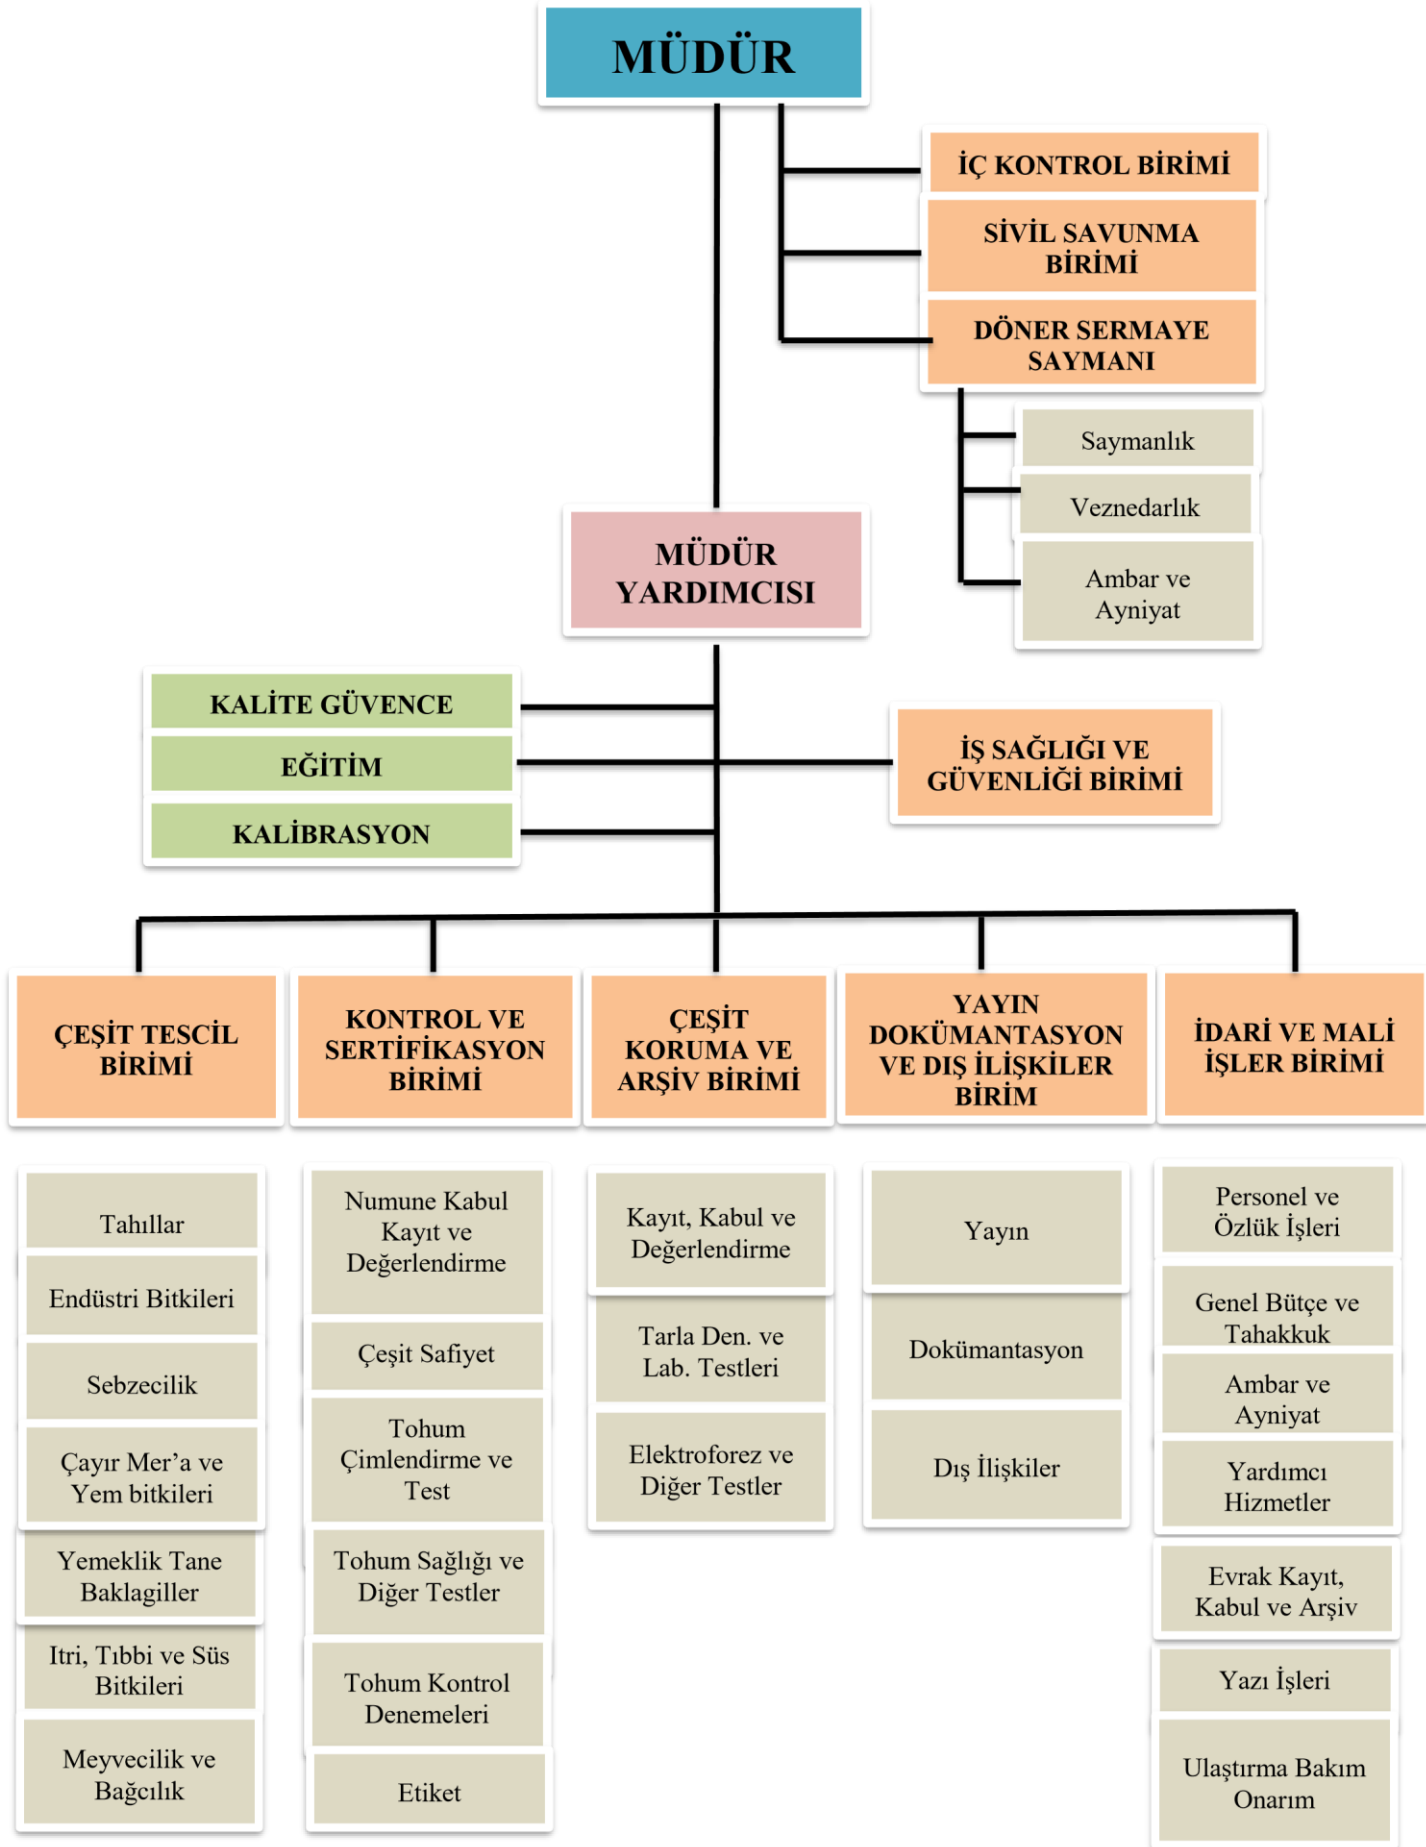 MÜDÜR
İÇ KONTROL BİRİMİ
SİVİL SAVUNMA
BİRİMİ
DÖNER SERMAYE
SAYMANI
Saymanlık
Veznedarlık
Ambar ve
Ayniyat
MÜDÜR
YARDIMCISI
KALİTE GÜVENCE
EĞİTİM
KALİBRASYON
İŞ SAĞLIĞI VE
GÜVENLİĞİ BİRİMİ
ÇEŞİT TESCİL
BİRİMİ
KONTROL VE
SERTİFİKASYON
BİRİMİ
ÇEŞİT
KORUMA VE
ARŞİV BİRİMİ
YAYIN
DOKÜMANTASYON
VE DIŞ İLİŞKİLER
BİRİM
İDARİ VE MALİ
İŞLER BİRİMİ
Tahıllar
Endüstri Bitkileri
Sebzecilik
Çayır Mer’a ve
Yem bitkileri
Yemeklik Tane
Baklagiller
Itri, Tıbbi ve Süs
Bitkileri
Meyvecilik ve
Bağcılık
Numune Kabul
Kayıt ve
Değerlendirme
Çeşit Safiyet
Tohum
Çimlendirme ve
Test
Tohum Sağlığı ve
Diğer Testler
Tohum Kontrol
Denemeleri
Etiket
Kayıt, Kabul ve
Değerlendirme
Tarla Den. ve
Lab. Testleri
Elektroforez ve
Diğer Testler
Yayın
Dokümantasyon
Dış İlişkiler
Personel ve
Özlük İşleri
Genel Bütçe ve
Tahakkuk
Ambar ve
Ayniyat
Yardımcı
Hizmetler
Evrak Kayıt,
Kabul ve Arşiv
Yazı İşleri
Ulaştırma Bakım
Onarım